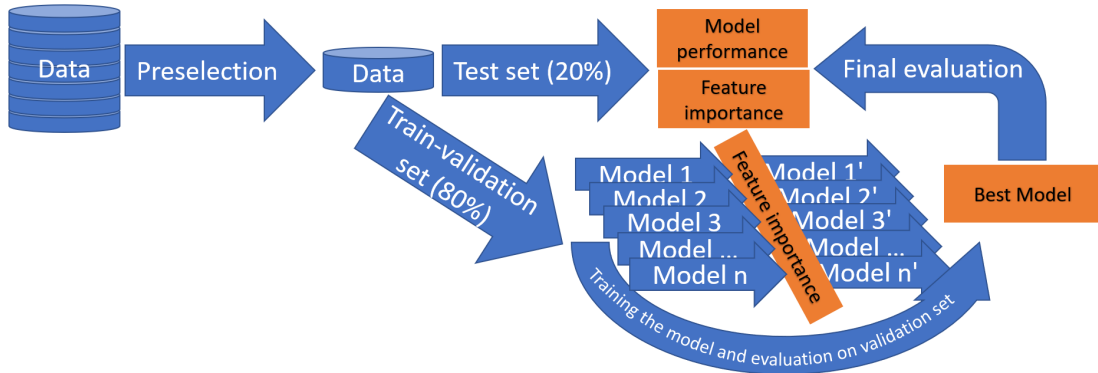 Data
Preselection
Data
Test set (20%)
Model
performance
Feature
importance
Final evaluation
Train-validation
set (80%)
Model 1
Model 2
Model 3
Model ...
Model n
Feature importance
Model 1'
Model 2'
Model 3'
Model ...
Model n'
Best Model
Training the model and evaluation on validation set